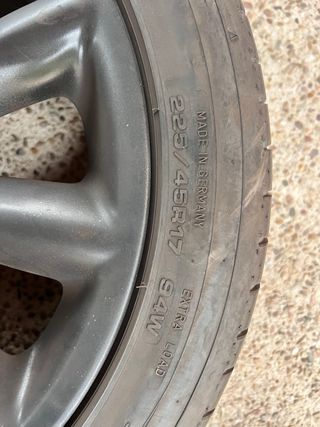 MADE IN GERMANY
225/45R17 94W
EXTRA LOAD